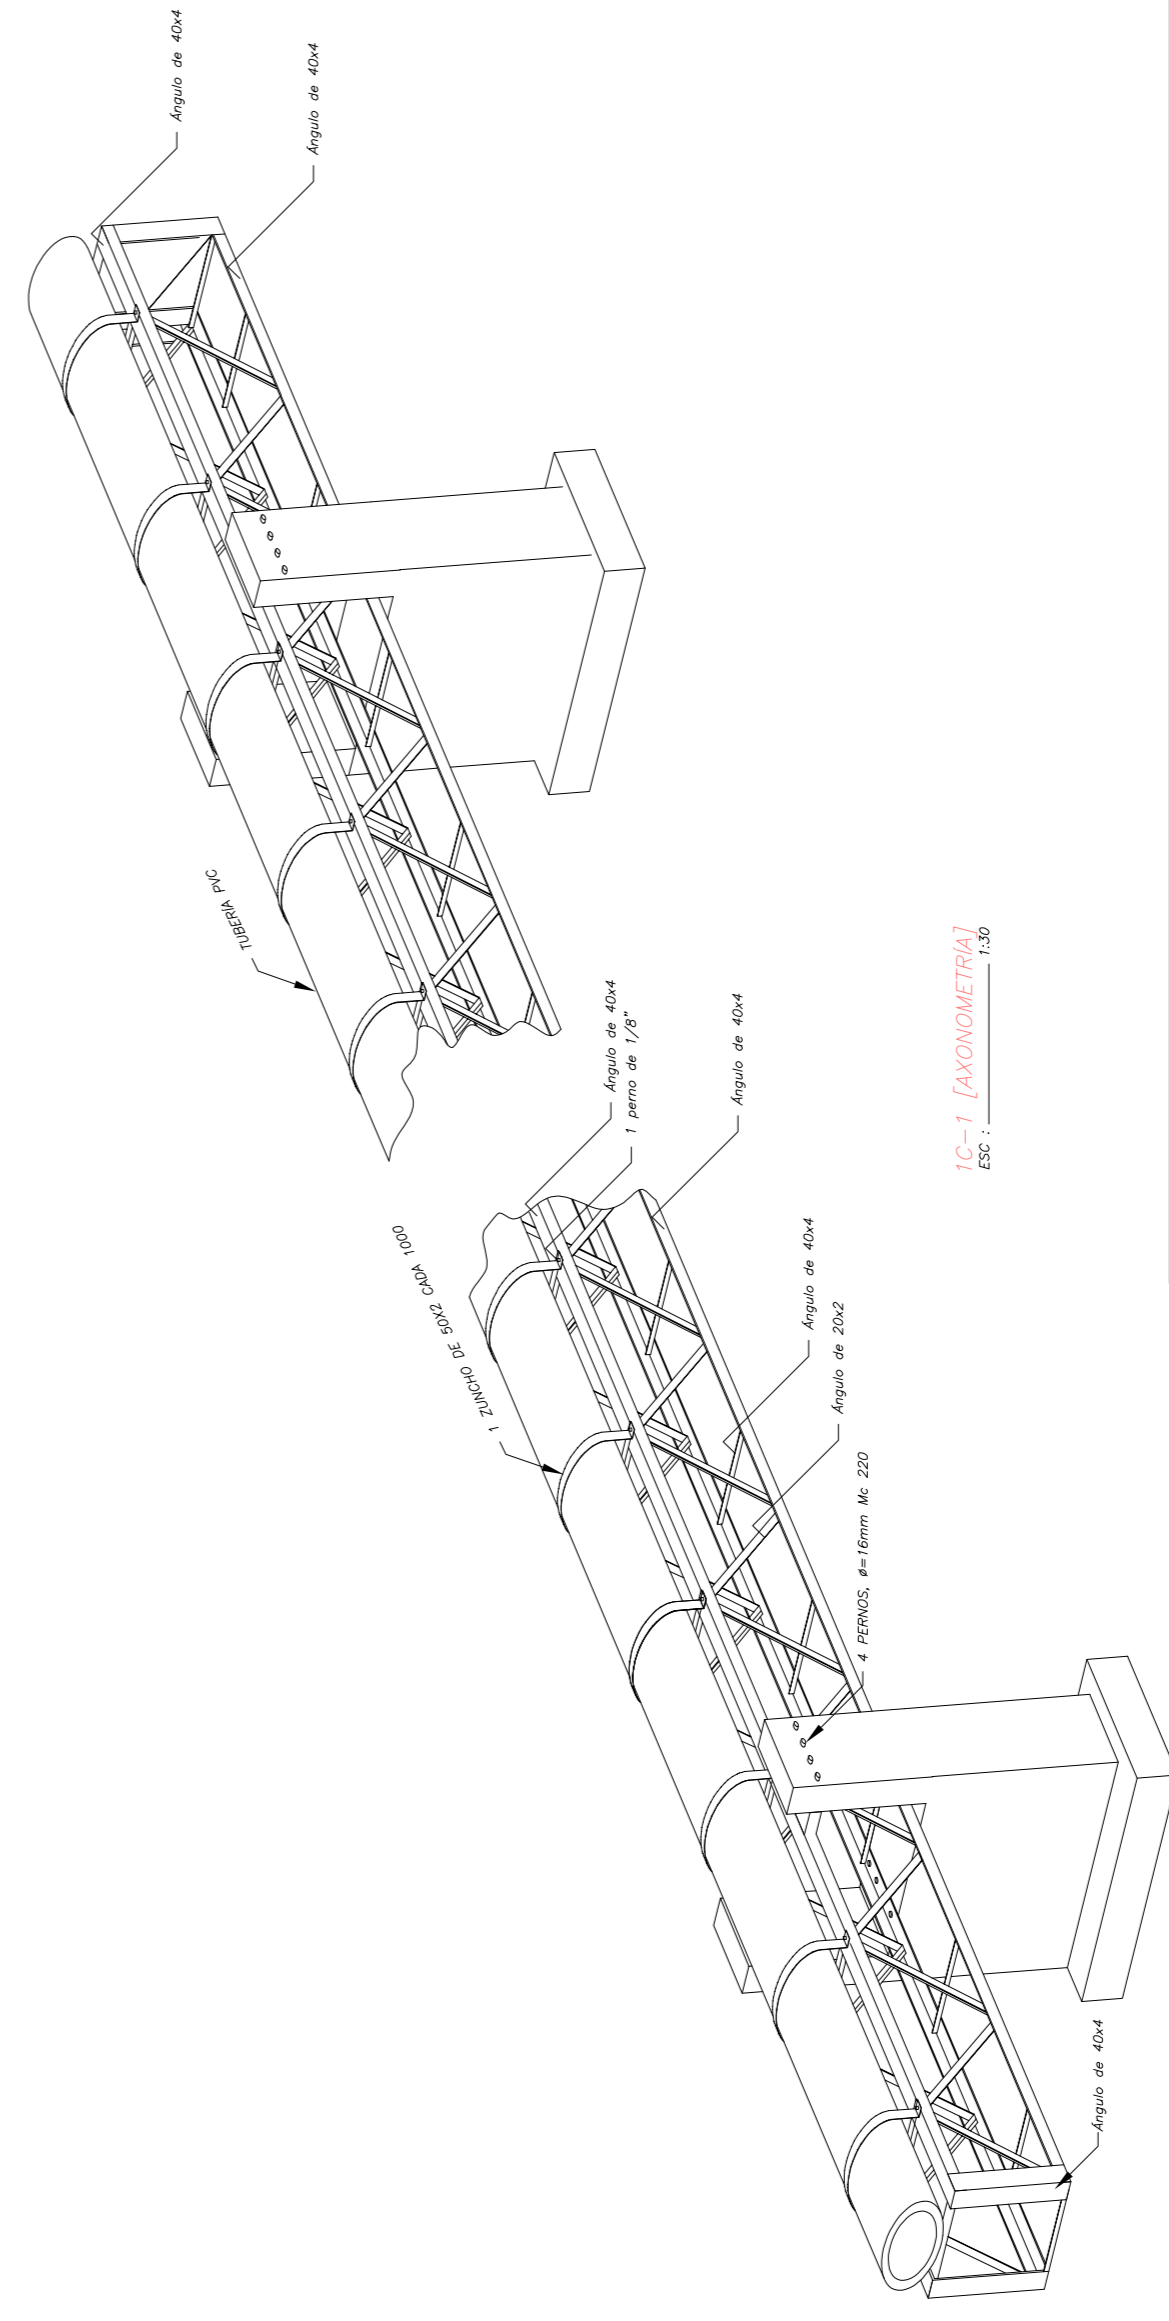 Ángulo de 40x4
Ángulo de 40x4
TUBERÍA PVC
Ángulo de 40x4
1 perno de 1/8"
Ángulo de 40x4
1 ZUNCHO DE 50X2 CADA 1000
Ángulo de 40x4
Ángulo de 20x2
4 PERNOS, ø=16mm Mc 220
Ángulo de 40x4
1C-1 [AXONOMETRÍA]
ESC : 1:30